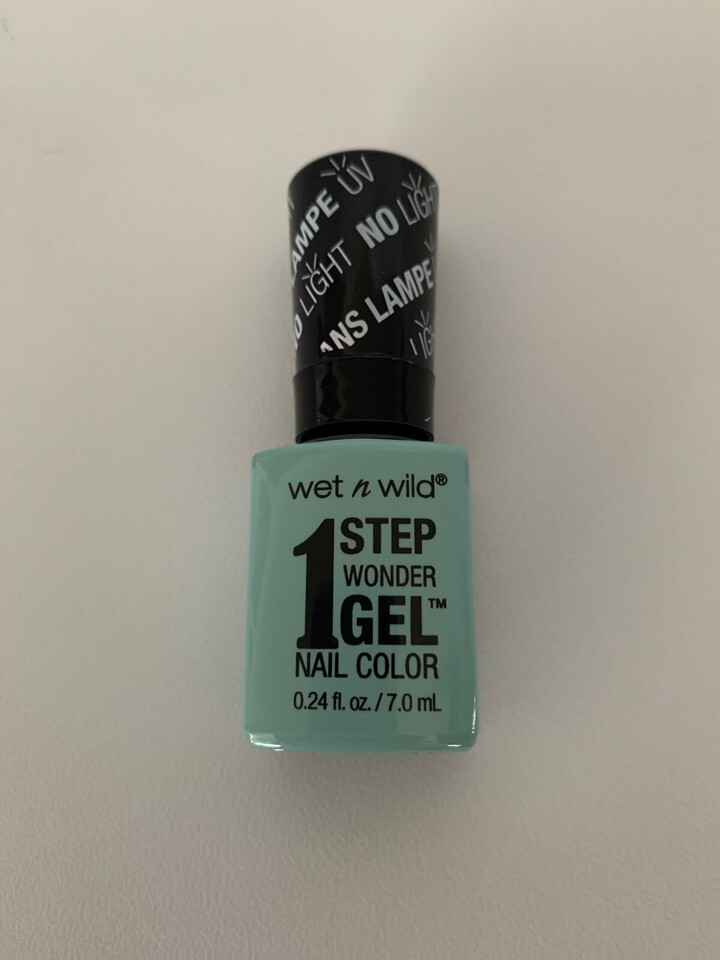 LAMPE UV
NO LIGHT
LIGHT
LAMPE
wet n wild®
1 STEP
WONDER
GEL™
NAIL COLOR
0.24 fl. oz. / 7.0 mL